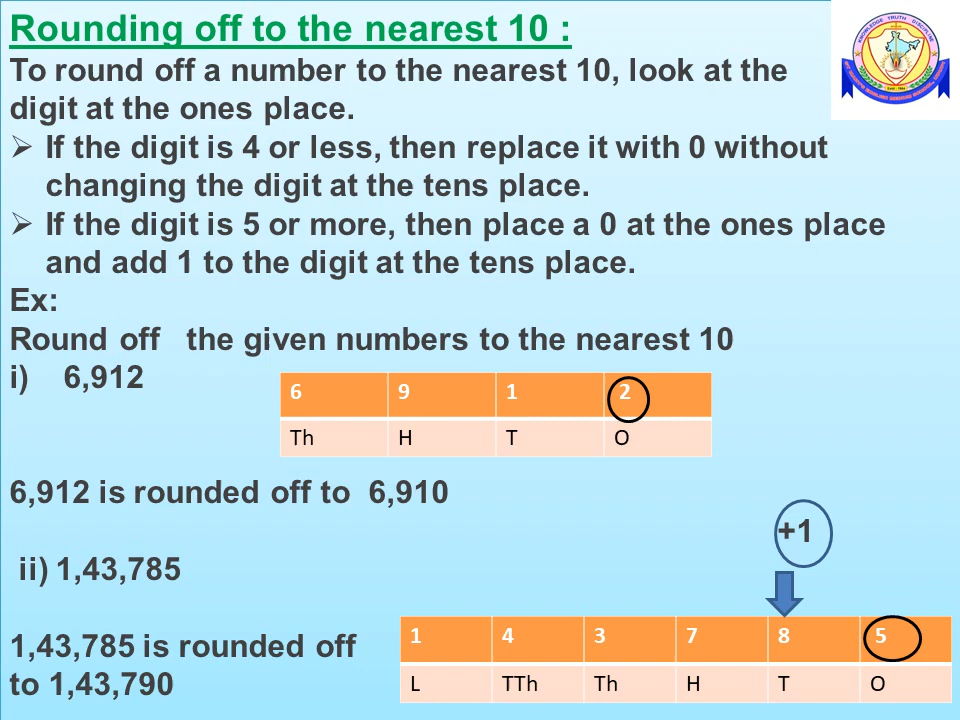 Rounding off to the nearest 10 :
KNOWLEDGE TRUTH DISCIPLINE
To round off a number to the nearest 10, look at the
digit at the ones place.
➢ If the digit is 4 or less, then replace it with 0 without
changing the digit at the tens place.
➢ If the digit is 5 or more, then place a 0 at the ones place
and add 1 to the digit at the tens place.
Ex:
Round off the given numbers to the nearest 10
i) 6,912
6 9 1 2
Th H T O
6,912 is rounded off to 6,910
+1
ii) 1,43,785
1 4 3 7 8 5
L TTh Th H T O
1,43,785 is rounded off
to 1,43,790